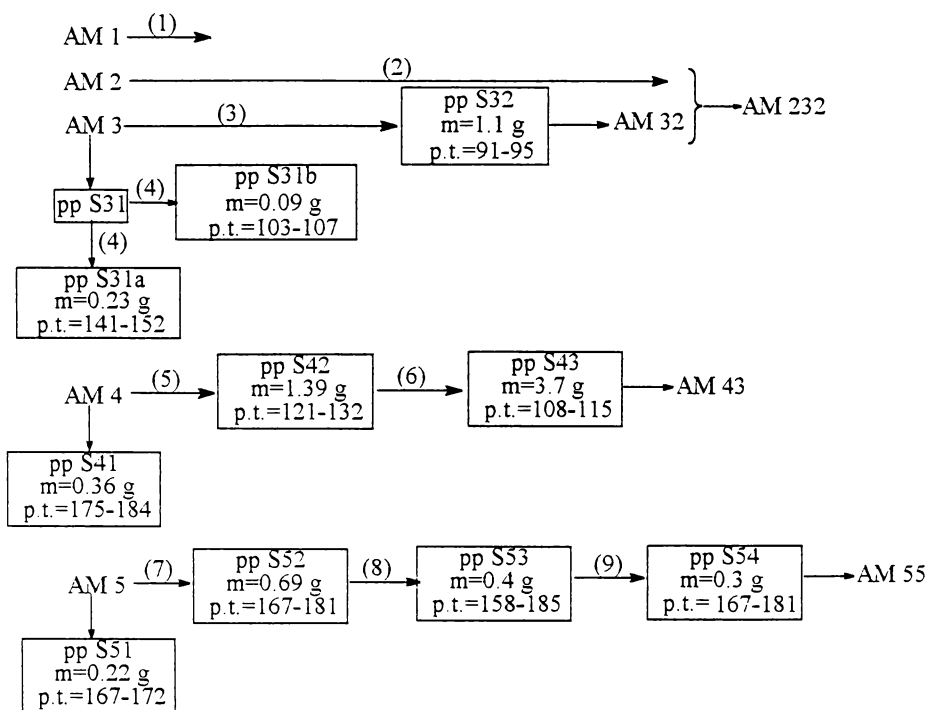 AM 1 (1)
AM 2 (2)
AM 3 (3)
pp S32
m=1.1 g
p.t.=91-95
AM 32
AM 232
pp S31 (4)
pp S31b
m=0.09 g
p.t.=103-107
(4)
pp S31a
m=0.23 g
p.t.=141-152
AM 4 (5)
pp S42
m=1.39 g
p.t.=121-132
(6)
pp S43
m=3.7 g
p.t.=108-115
AM 43
pp S41
m=0.36 g
p.t.=175-184
AM 5 (7)
pp S52
m=0.69 g
p.t.=167-181
(8)
pp S53
m=0.4 g
p.t.=158-185
(9)
pp S54
m=0.3 g
p.t.= 167-181
AM 55
pp S51
m=0.22 g
p.t.=167-172